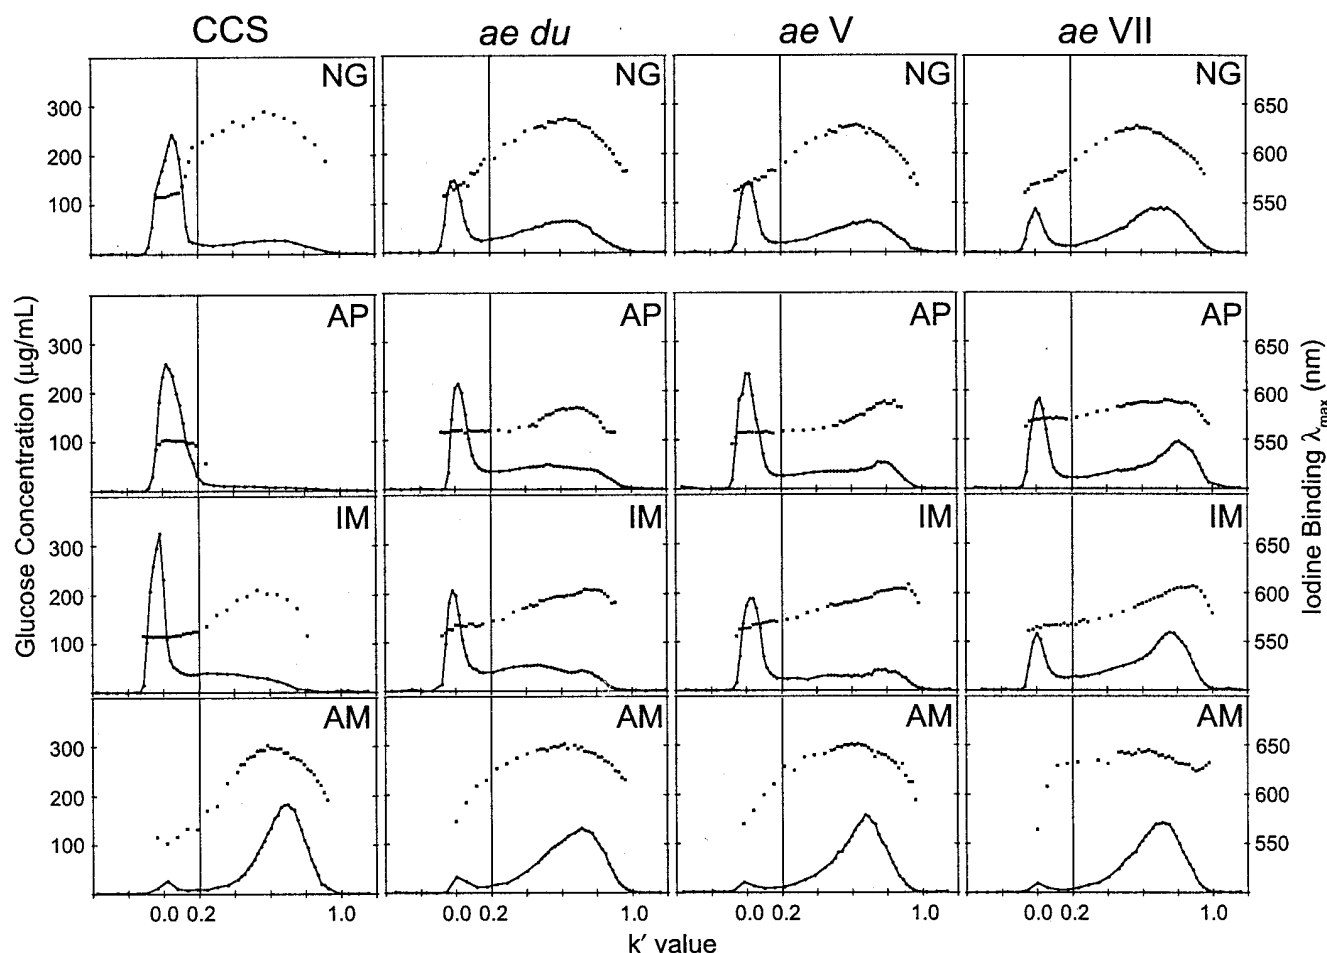 CCS ae du ae V ae VII
NG NG NG NG
300
200
100
650
600
550
AP AP AP AP
300
200
100
650
600
550
IM IM IM IM
300
200
100
650
600
550
AM AM AM AM
300
200
100
650
600
550
Glucose Concentration (μg/mL)
Iodine Binding λmax (nm)
0.0 0.2 1.0 0.0 0.2 1.0 0.0 0.2 1.0 0.0 0.2 1.0
k′ value